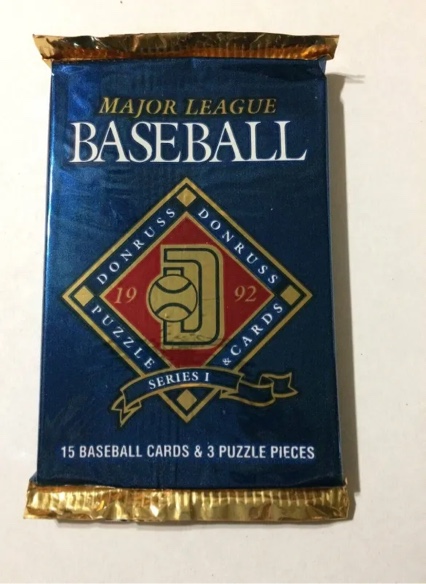 MAJOR LEAGUE
BASEBALL
DONRUSS
DONRUSS
19 92
D
PUZZLE
& CARDS
SERIES I
15 BASEBALL CARDS & 3 PUZZLE PIECES